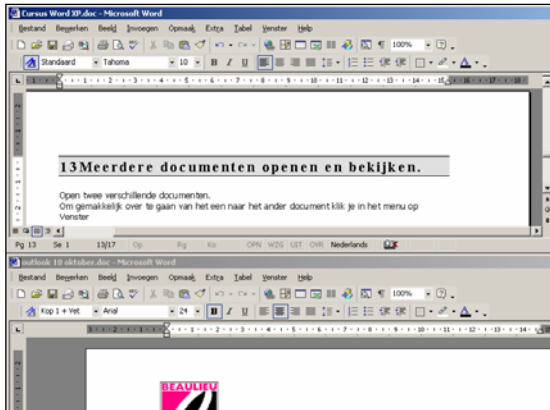 Cursus Word XP.doc - Microsoft Word
Bestand Bewerken Beeld Invoegen Opmaak Extra Tabel Venster Help
100%
Standaard Tahoma 10 B I U
13Meerdere documenten openen en bekijken.
Open twee verschillende documenten.
Om gemakkelijk over te gaan van het een naar het ander document klik je in het menu op
Venster
Pg 13 Se 1 13/17 Op Rg Ko OPN WZG UIT OVR Nederlands
outlook 10 oktober.doc - Microsoft Word
Bestand Bewerken Beeld Invoegen Opmaak Extra Tabel Venster Help
100%
Kop 1 + Vet Arial 24 B I U
BEAULIEU